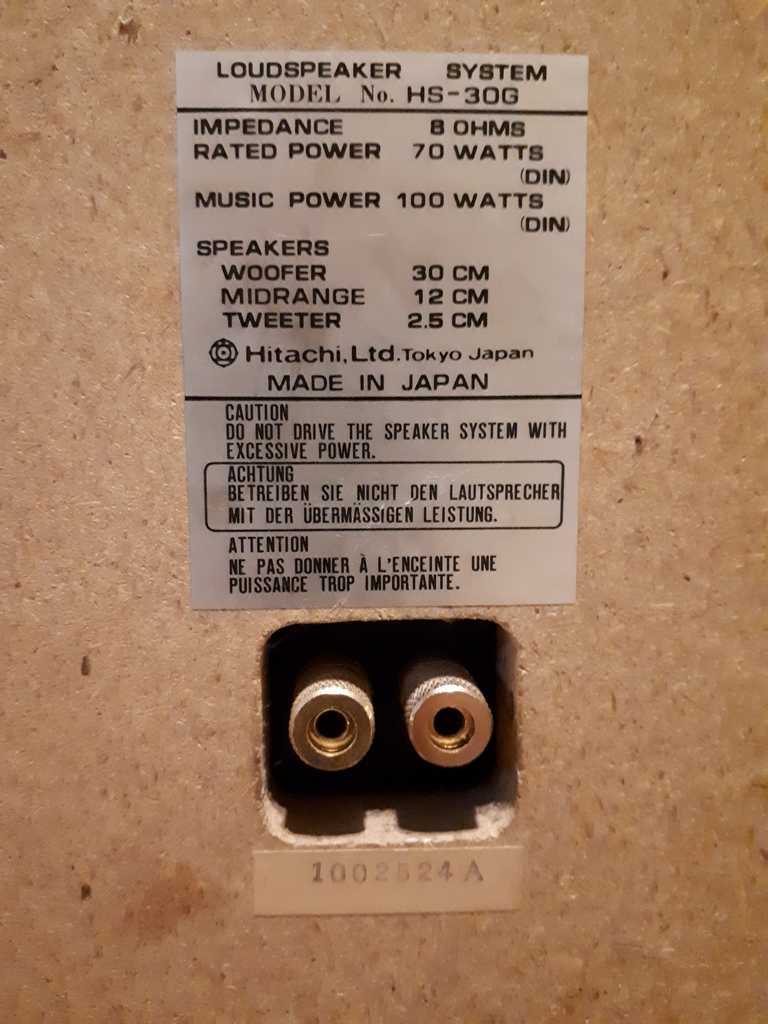 LOUDSPEAKER SYSTEM
MODEL No. HS-30G
IMPEDANCE 8 OHMS
RATED POWER 70 WATTS
(DIN)
MUSIC POWER 100 WATTS
(DIN)
SPEAKERS
WOOFER 30 CM
MIDRANGE 12 CM
TWEETER 2.5 CM
Hitachi, Ltd. Tokyo Japan
MADE IN JAPAN
CAUTION
DO NOT DRIVE THE SPEAKER SYSTEM WITH
EXCESSIVE POWER.
ACHTUNG
BETREIBEN SIE NICHT DEN LAUTSPRECHER
MIT DER ÜBERMÄSSIGEN LEISTUNG.
ATTENTION
NE PAS DONNER À L'ENCEINTE UNE
PUISSANCE TROP IMPORTANTE.